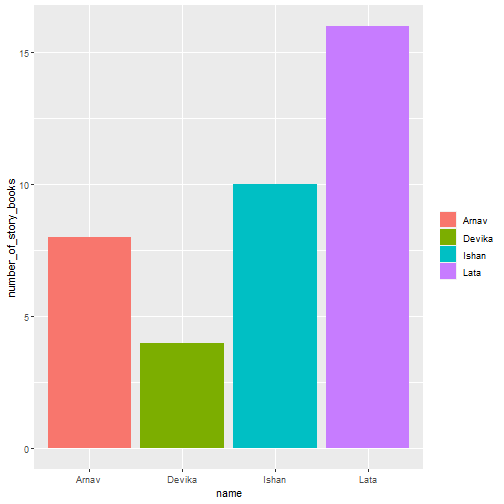 number_of_story_books
15
10
5
0
Arnav Devika Ishan Lata
name
Arnav
Devika
Ishan
Lata